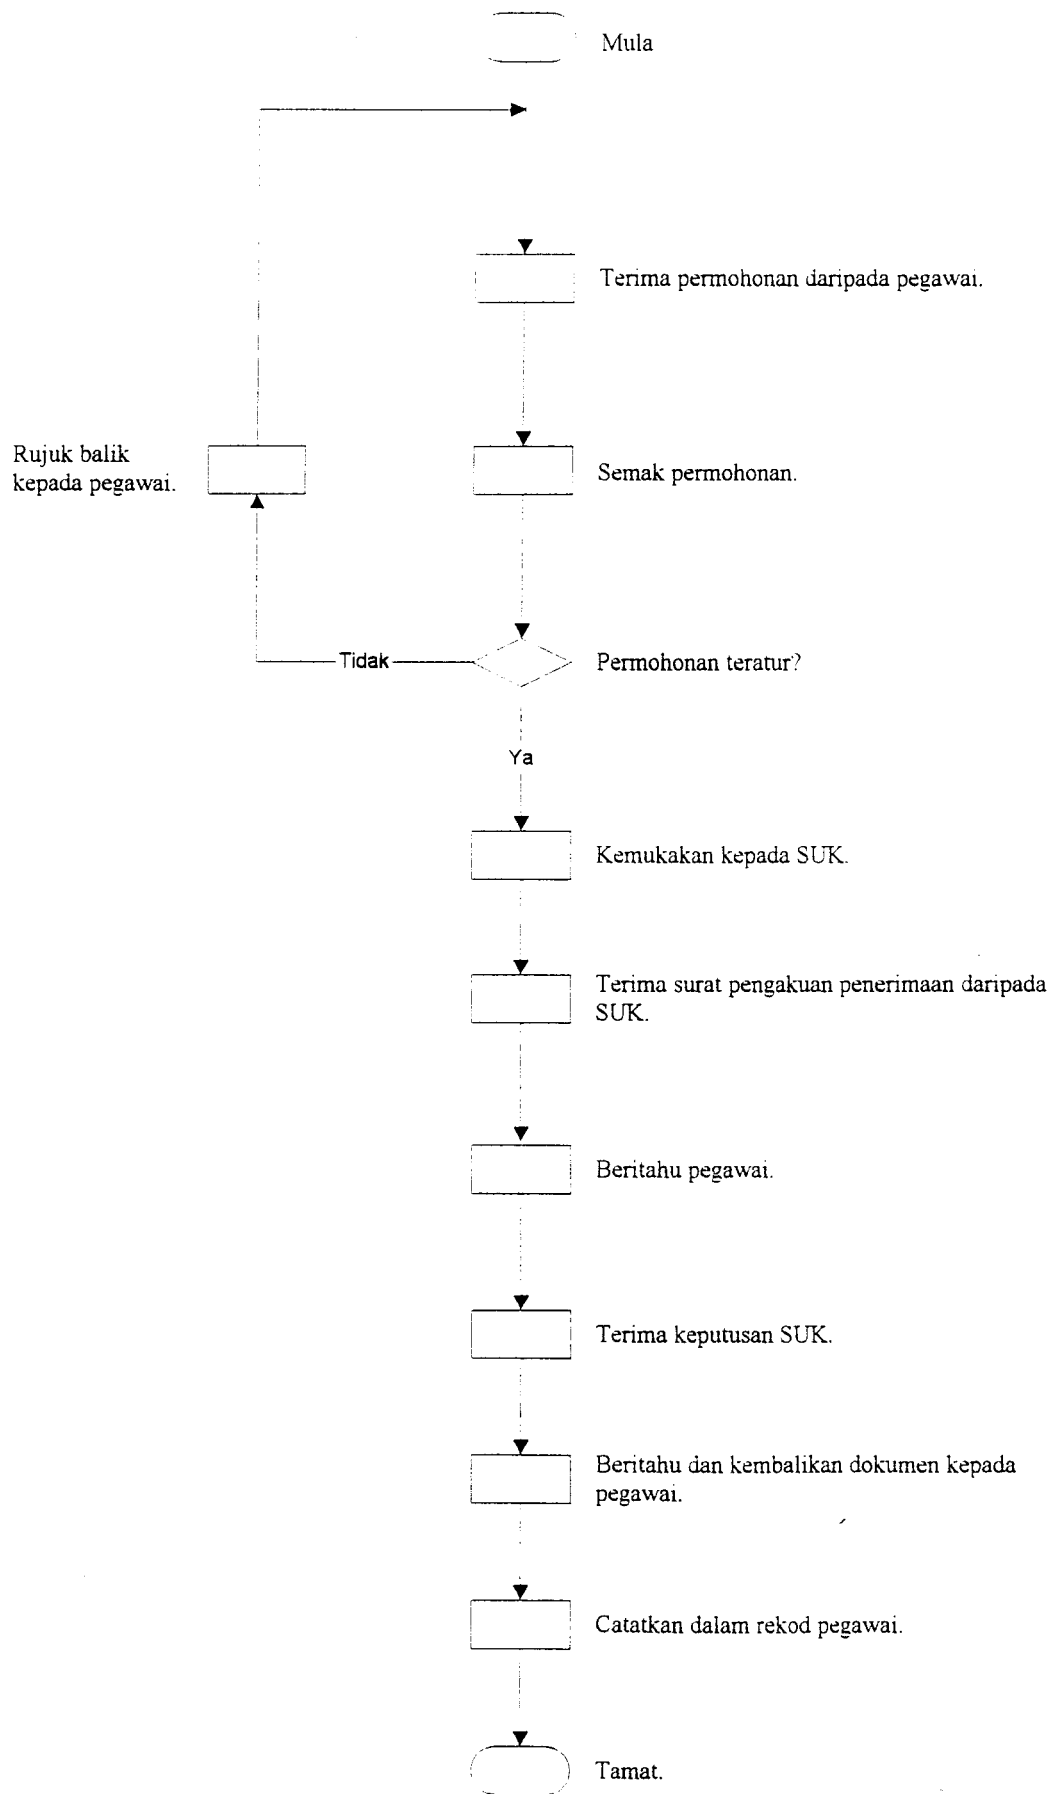 Mula
Terima permohonan daripada pegawai.
Rujuk balik
kepada pegawai.
Semak permohonan.
Tidak
Permohonan teratur?
Ya
Kemukakan kepada SUK.
Terima surat pengakuan penerimaan daripada
SUK.
Beritahu pegawai.
Terima keputusan SUK.
Beritahu dan kembalikan dokumen kepada
pegawai.
Catatkan dalam rekod pegawai.
Tamat.